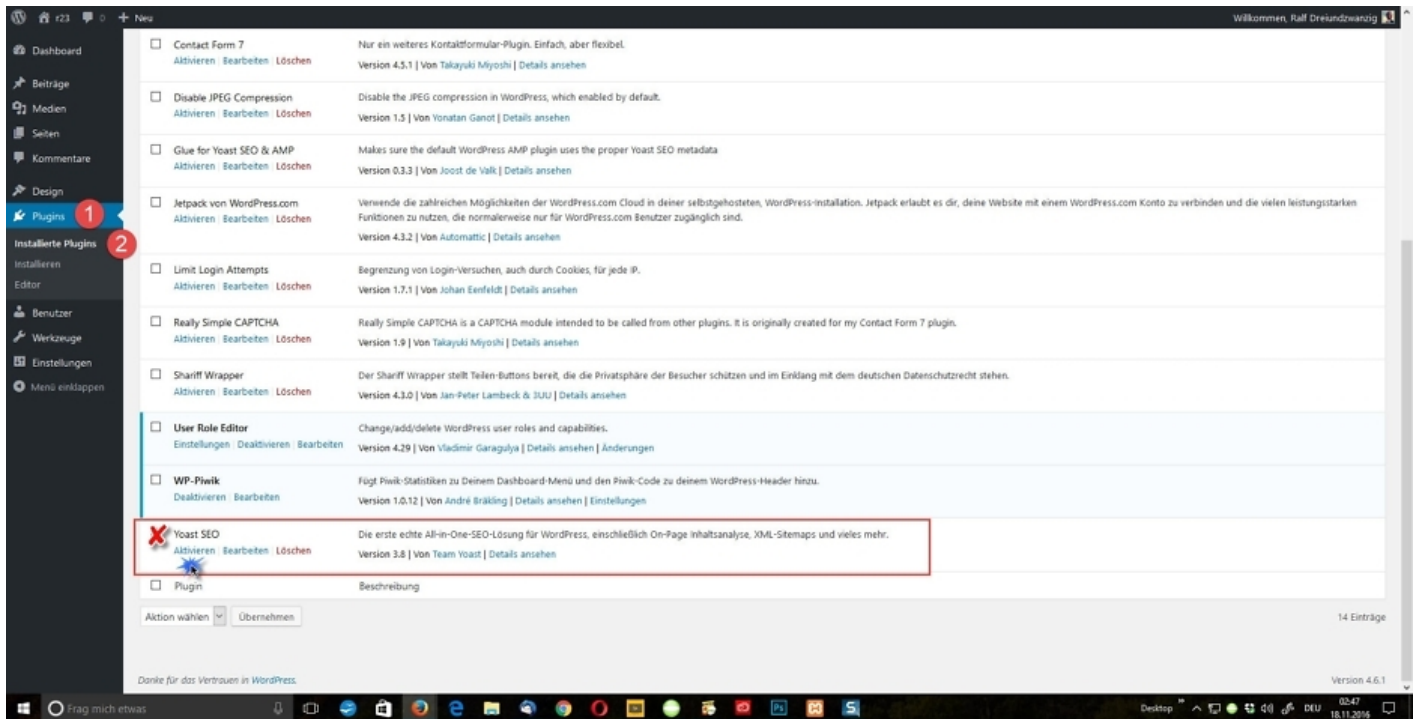 r23 0 + Neu Willkommen, Ralf Dreiundzwanzig
Dashboard
Beiträge
Medien
Seiten
Kommentare
Design
Plugins 1
Installierte Plugins 2
Installieren
Editor
Benutzer
Werkzeuge
Einstellungen
Menü einklappen
Contact Form 7 Nur ein weiteres Kontaktformular-Plugin. Einfach, aber flexibel.
Aktivieren | Bearbeiten | Löschen Version 4.5.1 | Von Takayuki Miyoshi | Details ansehen
Disable JPEG Compression Disable the JPEG compression in WordPress, which enabled by default.
Aktivieren | Bearbeiten | Löschen Version 1.5 | Von Yonatan Ganot | Details ansehen
Glue for Yoast SEO & AMP Makes sure the default WordPress AMP plugin uses the proper Yoast SEO metadata
Aktivieren | Bearbeiten | Löschen Version 0.3.3 | Von Joost de Valk | Details ansehen
Jetpack von WordPress.com Verwende die zahlreichen Möglichkeiten der WordPress.com Cloud in deiner selbstgehosteten, WordPress-Installation. Jetpack erlaubt es dir, deine Website mit einem WordPress.com Konto zu verbinden und die vielen leistungsstarken
Aktivieren | Bearbeiten | Löschen Funktionen zu nutzen, die normalerweise nur für WordPress.com Benutzer zugänglich sind.
Version 4.3.2 | Von Automattic | Details ansehen
Limit Login Attempts Begrenzung von Login-Versuchen, auch durch Cookies, für jede IP.
Aktivieren | Bearbeiten | Löschen Version 1.7.1 | Von Johan Eenfeldt | Details ansehen
Really Simple CAPTCHA Really Simple CAPTCHA is a CAPTCHA module intended to be called from other plugins. It is originally created for my Contact Form 7 plugin.
Aktivieren | Bearbeiten | Löschen Version 1.9 | Von Takayuki Miyoshi | Details ansehen
Shariff Wrapper Der Shariff Wrapper stellt Teilen-Buttons bereit, die die Privatsphäre der Besucher schützen und im Einklang mit dem deutschen Datenschutzrecht stehen.
Aktivieren | Bearbeiten | Löschen Version 4.3.0 | Von Jan-Peter Lambeck & 3UU | Details ansehen
User Role Editor Change/add/delete WordPress user roles and capabilities.
Einstellungen | Deaktivieren | Bearbeiten Version 4.29 | Von Vladimir Garagulya | Details ansehen | Änderungen
WP-Piwik Fügt Piwik-Statistiken zu Deinem Dashboard-Menü und den Piwik-Code zu deinem WordPress-Header hinzu.
Deaktivieren | Bearbeiten Version 1.0.12 | Von André Bräkling | Details ansehen | Einstellungen
Yoast SEO Die erste echte All-in-One-SEO-Lösung für WordPress, einschließlich On-Page Inhaltsanalyse, XML-Sitemaps und vieles mehr.
Aktivieren | Bearbeiten | Löschen Version 3.8 | Von Team Yoast | Details ansehen
Plugin Beschreibung
Aktion wählen Übernehmen 14 Einträge
Danke für das Vertrauen in WordPress. Version 4.6.1
Frag mich etwas Ps S Desktop DEU 02:47
18.11.2016